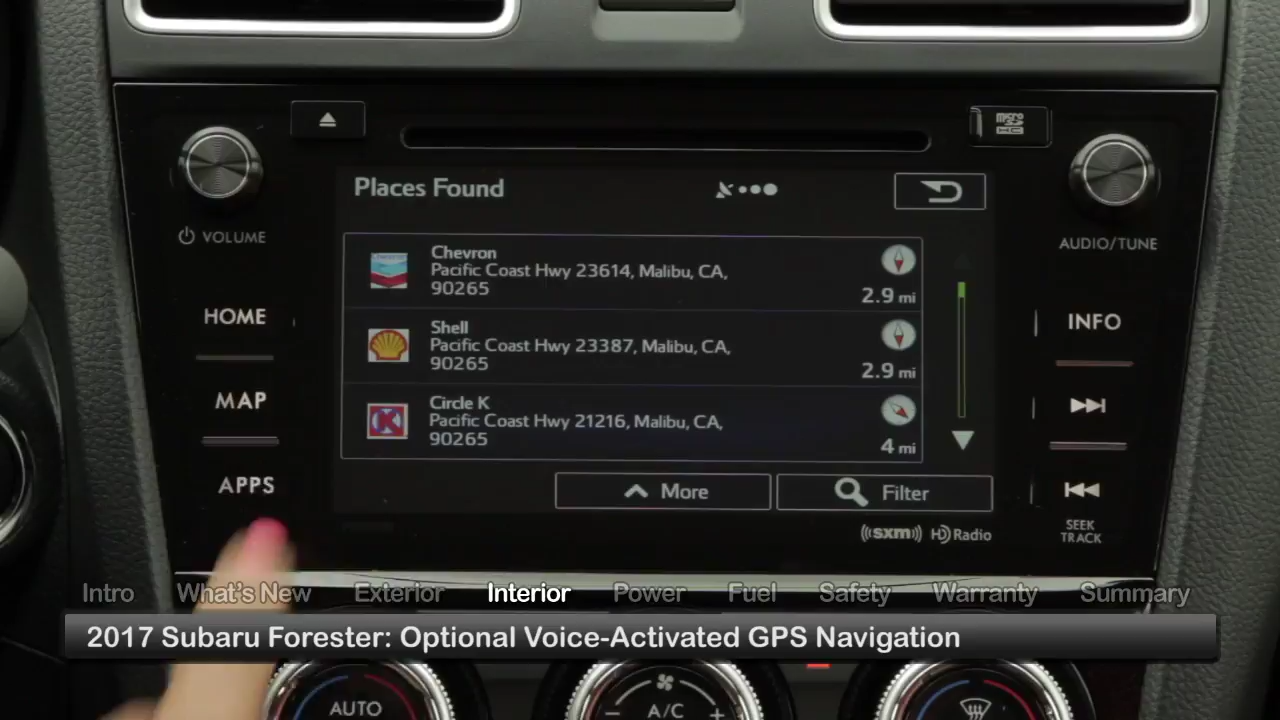 micro
SD
HC
Places Found
VOLUME
AUDIO/TUNE
Chevron
Pacific Coast Hwy 23614, Malibu, CA,
90265
2.9 mi
HOME
INFO
Shell
Pacific Coast Hwy 23387, Malibu, CA,
90265
2.9 mi
MAP
Circle K
Pacific Coast Hwy 21216, Malibu, CA,
90265
4 mi
APPS
More
Filter
SEEK
TRACK
((sxm)) HD Radio
Intro What's New Exterior Interior Power Fuel Safety Warranty Summary
2017 Subaru Forester: Optional Voice-Activated GPS Navigation
AUTO
A/C